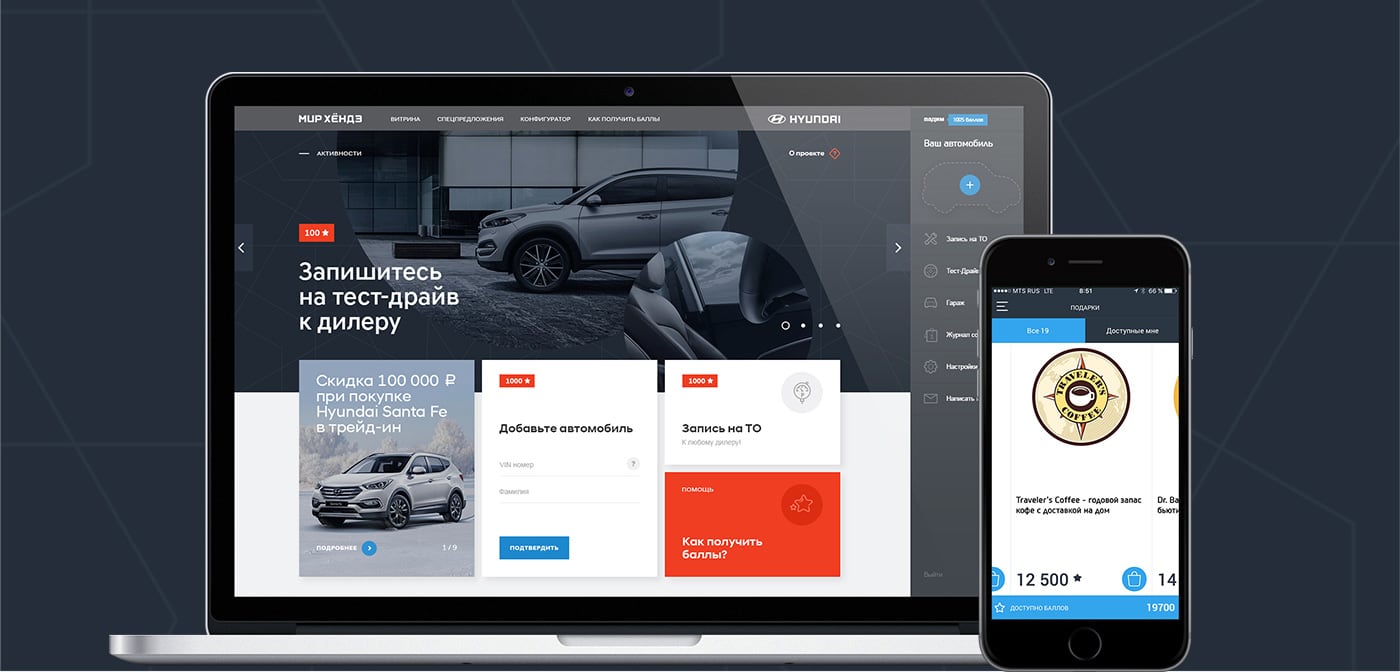 МИР ХЁНДЭ
ВИТРИНА
СПЕЦПРЕДЛОЖЕНИЯ
КОНФИГУРАТОР
КАК ПОЛУЧИТЬ БАЛЛЫ
HYUNDAI
ВАДИМ
1005 баллов
АКТИВНОСТИ
О проекте
?
Ваш автомобиль
100
Запишитесь
на тест-драйв
к дилеру
Запись на ТО
Тест-Драйв
Гараж
Журнал со
Настройки
Написать
Выйти
Скидка 100 000 ₽
при покупке
Hyundai Santa Fe
в трейд-ин
ПОДРОБНЕЕ
1 / 9
1000
Добавьте автомобиль
VIN номер
?
Фамилия
ПОДТВЕРДИТЬ
1000
Запись на ТО
К любому дилеру!
ПОМОЩЬ
Как получить
баллы?
MTS RUS LTE
8:51
66 %
ПОДАРКИ
Все 19
Доступные мне
TRAVELER'S
COFFEE
Traveler's Coffee - годовой запас
кофе с доставкой на дом
Dr. Ba
бьюти
12 500
14
ДОСТУПНО БАЛЛОВ
19700